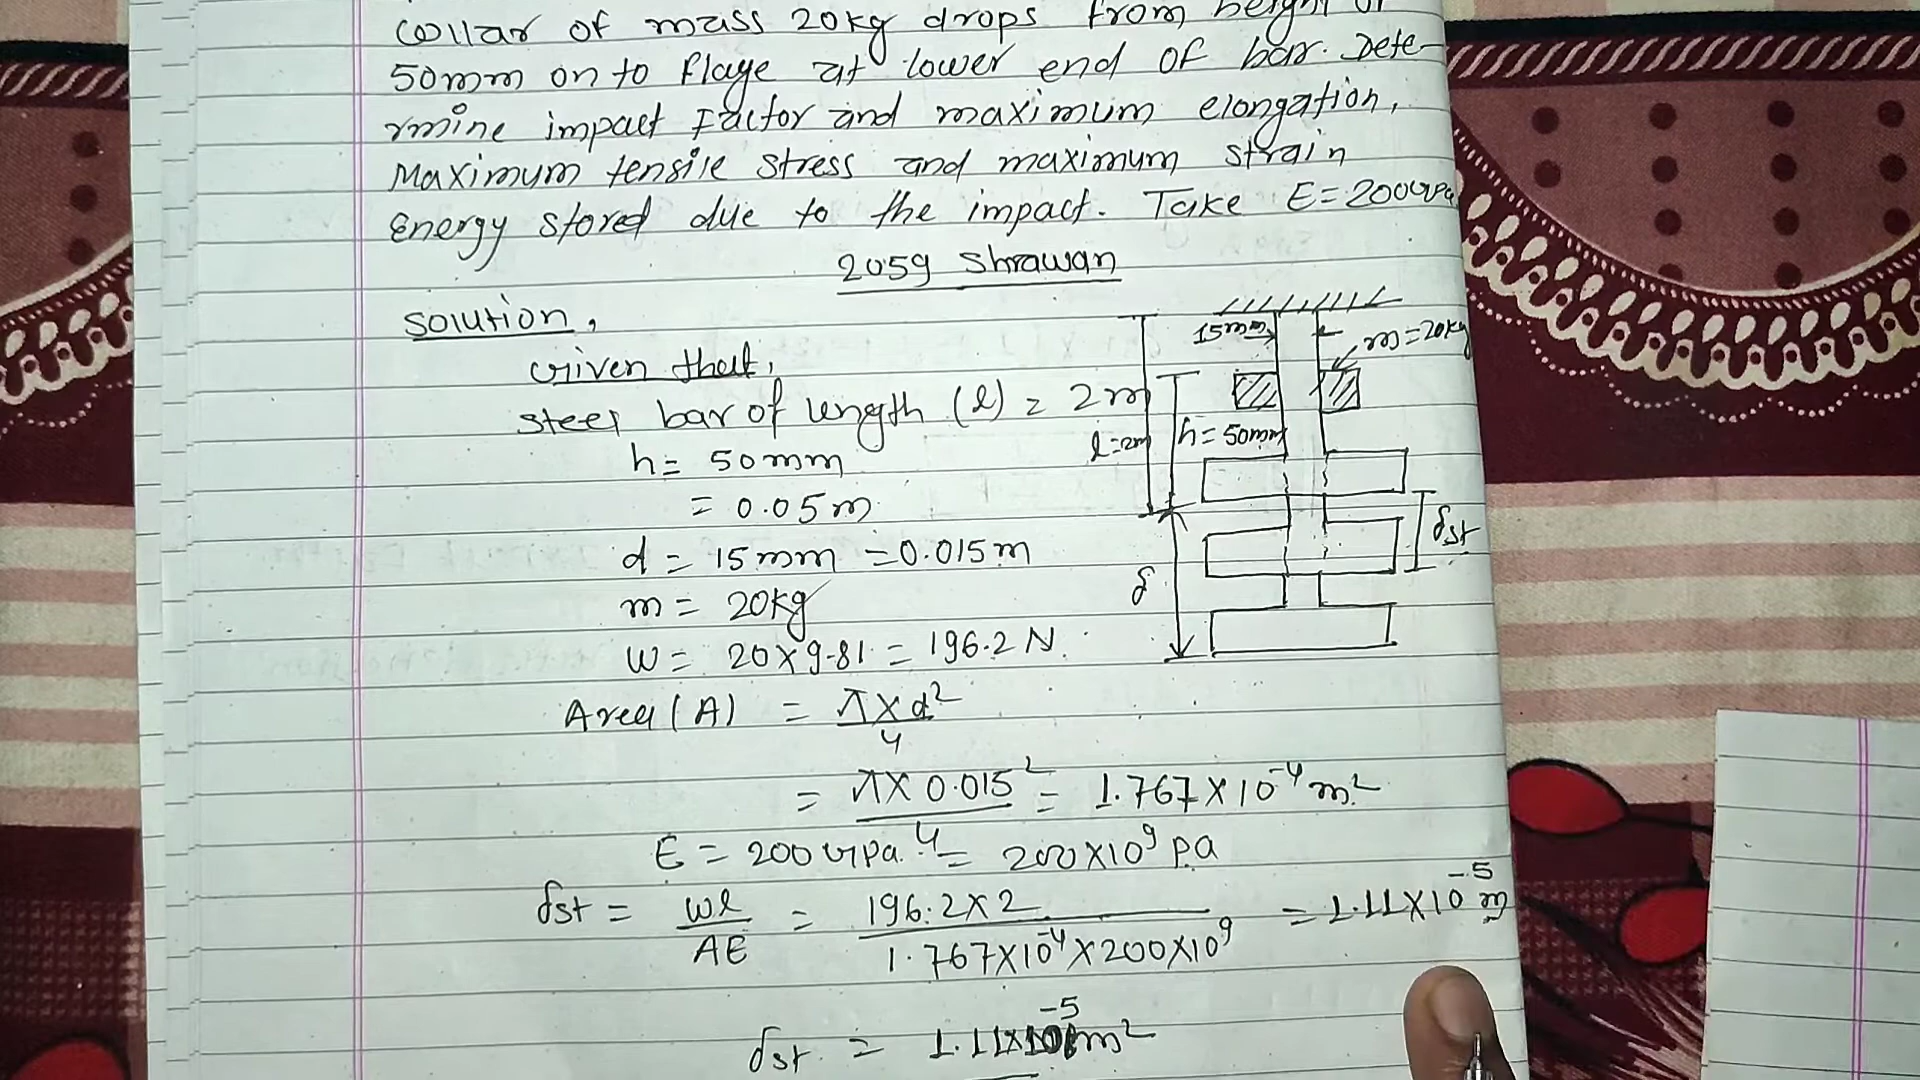 collar of mass 20kg drops from height of
50mm on to flage at lower end of bar. Dete-
rmine impact Factor and maximum elongation,
Maximum tensile stress and maximum strain
energy stored due to the impact. Take E=200GPa
2059 Shrawan
Solution,
Given that,
steel bar of length (l) = 2m
h= 50mm
= 0.05m
d = 15mm =0.015m
m = 20kg
W = 20×9.81 = 196.2 N.
15mm
m=20kg
l=2m
h=50mm
δst
δ
Area (A) = π×d²/4
= π×0.015²/4 = 1.767×10⁻⁴ m²
E = 200GPa. = 200×10⁹ Pa
δst = Wl/AE = 196.2×2/1.767×10⁻⁴×200×10⁹ = 1.11×10⁻⁵ m
δst = 1.11×10⁻⁵ m²